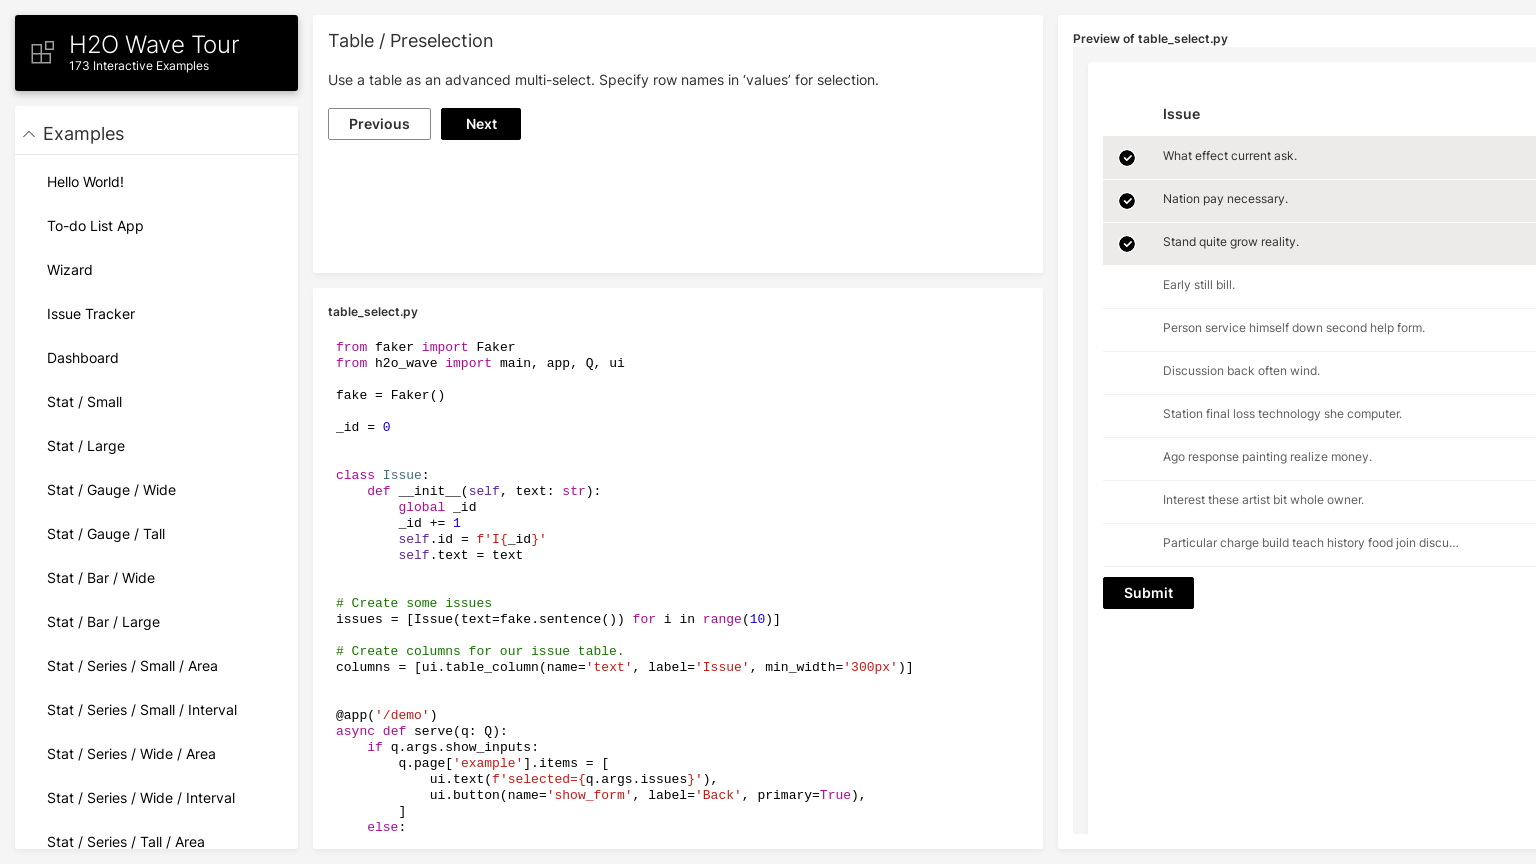 H2O Wave Tour
173 Interactive Examples
Examples
Hello World!
To-do List App
Wizard
Issue Tracker
Dashboard
Stat / Small
Stat / Large
Stat / Gauge / Wide
Stat / Gauge / Tall
Stat / Bar / Wide
Stat / Bar / Large
Stat / Series / Small / Area
Stat / Series / Small / Interval
Stat / Series / Wide / Area
Stat / Series / Wide / Interval
Stat / Series / Tall / Area
Table / Preselection
Use a table as an advanced multi-select. Specify row names in ‘values’ for selection.
Previous
Next
table_select.py
from faker import Faker
from h2o_wave import main, app, Q, ui
fake = Faker()
_id = 0
class Issue:
    def __init__(self, text: str):
        global _id
        _id += 1
        self.id = f'I{_id}'
        self.text = text
# Create some issues
issues = [Issue(text=fake.sentence()) for i in range(10)]
# Create columns for our issue table.
columns = [ui.table_column(name='text', label='Issue', min_width='300px')]
@app('/demo')
async def serve(q: Q):
    if q.args.show_inputs:
        q.page['example'].items = [
            ui.text(f'selected={q.args.issues}'),
            ui.button(name='show_form', label='Back', primary=True),
        ]
    else:
Preview of table_select.py
Issue
What effect current ask.
Nation pay necessary.
Stand quite grow reality.
Early still bill.
Person service himself down second help form.
Discussion back often wind.
Station final loss technology she computer.
Ago response painting realize money.
Interest these artist bit whole owner.
Particular charge build teach history food join discu...
Submit